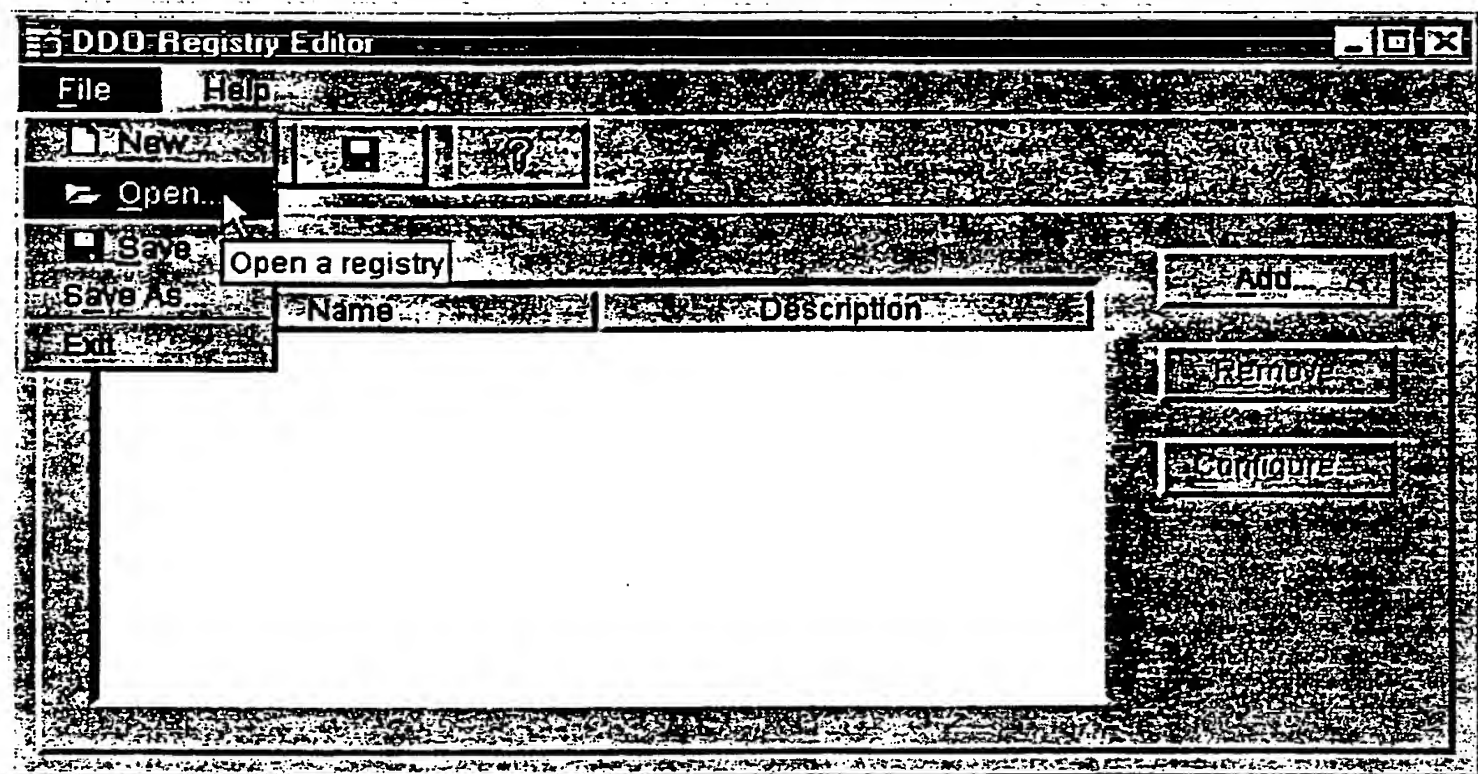 DDO Registry Editor
File Help
New
?
Open...
Save
Open a registry
Add...
Save As...
Name Description
Exit
Remove
Configure...